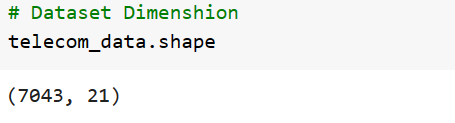 # Dataset Dimenshion
telecom_data.shape
(7043, 21)